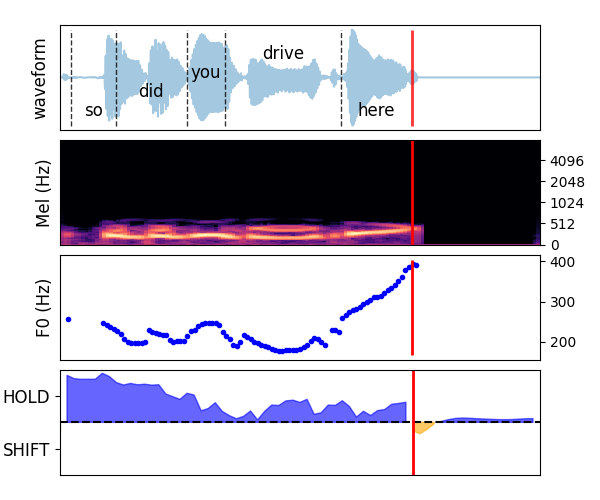 waveform
so did you drive here
Mel (Hz)
4096
2048
1024
512
0
F0 (Hz)
400
300
200
HOLD
SHIFT